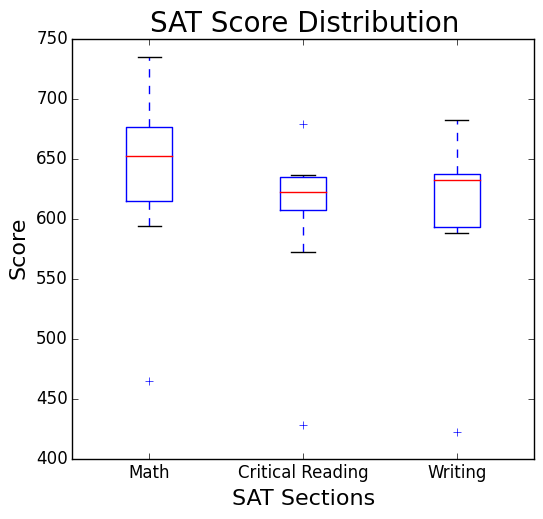 SAT Score Distribution
750
700
650
600
550
500
450
400
Score
Math Critical Reading Writing
SAT Sections